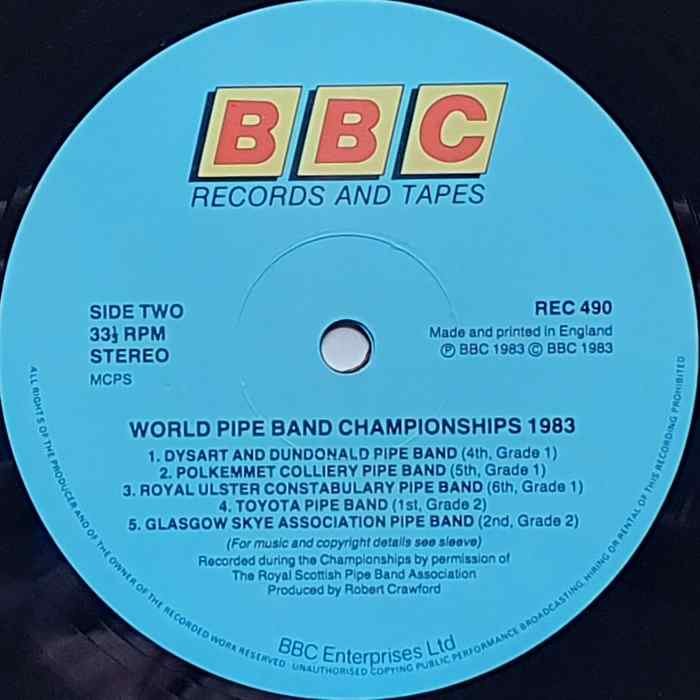 BBC
RECORDS AND TAPES
SIDE TWO
33⅓ RPM
STEREO
MCPS
REC 490
Made and printed in England
Ⓟ BBC 1983 © BBC 1983
WORLD PIPE BAND CHAMPIONSHIPS 1983
1. DYSART AND DUNDONALD PIPE BAND (4th, Grade 1)
2. POLKEMMET COLLIERY PIPE BAND (5th, Grade 1)
3. ROYAL ULSTER CONSTABULARY PIPE BAND (6th, Grade 1)
4. TOYOTA PIPE BAND (1st, Grade 2)
5. GLASGOW SKYE ASSOCIATION PIPE BAND (2nd, Grade 2)
(For music and copyright details see sleeve)
Recorded during the Championships by permission of
The Royal Scottish Pipe Band Association
Produced by Robert Crawford
BBC Enterprises Ltd
ALL RIGHTS OF THE PRODUCER AND OF THE OWNER OF THE RECORDED WORK RESERVED UNAUTHORISED COPYING PUBLIC PERFORMANCE BROADCASTING, HIRING OR RENTAL OF THIS RECORDING PROHIBITED